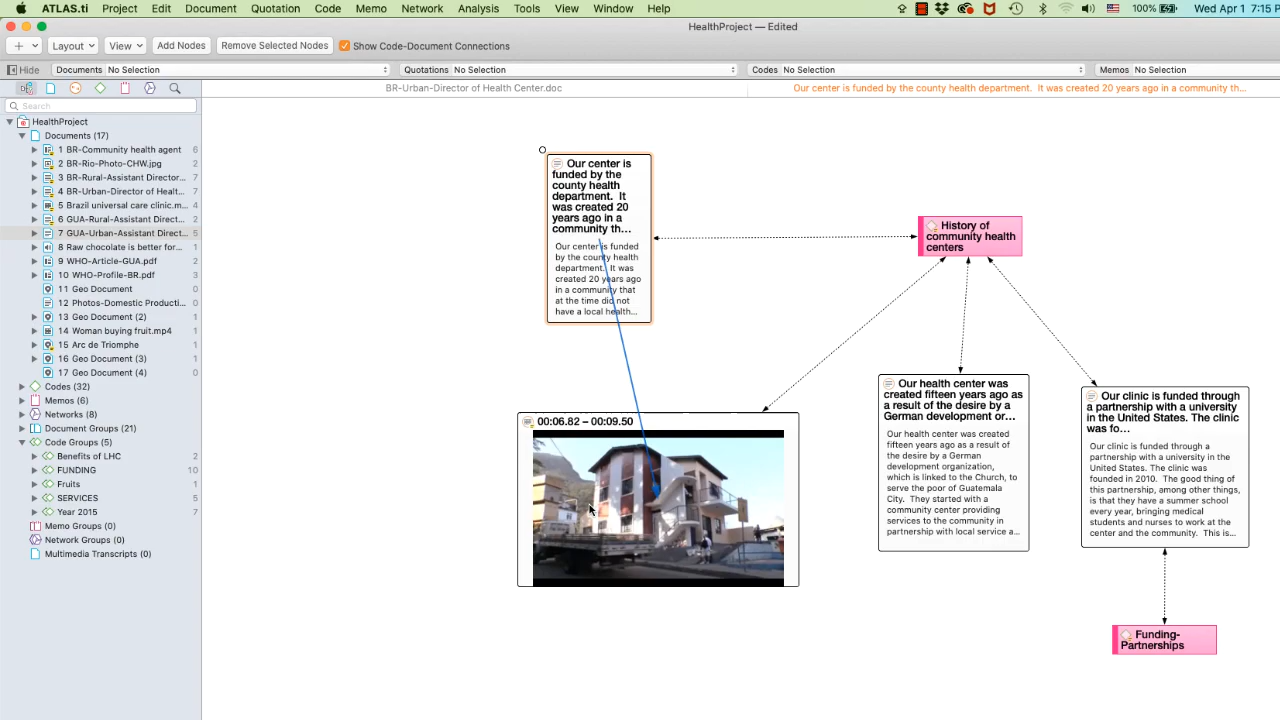 ATLAS.ti Project Edit Document Quotation Code Memo Network Analysis Tools View Window Help 100% Wed Apr 1 7:15 P
HealthProject — Edited
Layout View Add Nodes Remove Selected Nodes Show Code-Document Connections
Hide Documents No Selection Quotations No Selection Codes No Selection Memos No Selection
BR-Urban-Director of Health Center.doc
Our center is funded by the county health department. It was created 20 years ago in a community th...
Search
HealthProject
Documents (17)
1 BR-Community health agent 6
2 BR-Rio-Photo-CHW.jpg 2
3 BR-Rural-Assistant Director... 7
4 BR-Urban-Director of Healt... 7
5 Brazil universal care clinic.m... 4
6 GUA-Rural-Assistant Direct... 2
7 GUA-Urban-Assistant Direct... 5
8 Raw chocolate is better for... 1
9 WHO-Article-GUA.pdf 2
10 WHO-Profile-BR.pdf 3
11 Geo Document 0
12 Photos-Domestic Producti... 0
13 Geo Document (2) 1
14 Woman buying fruit.mp4 1
15 Arc de Triomphe 1
16 Geo Document (3) 1
17 Geo Document (4) 0
Codes (32)
Memos (6)
Networks (8)
Document Groups (21)
Code Groups (5)
Benefits of LHC 2
FUNDING 10
Fruits 1
SERVICES 5
Year 2015 7
Memo Groups (0)
Network Groups (0)
Multimedia Transcripts (0)
Our center is
funded by the
county health
department. It
was created 20
years ago in a
community th...
Our center is funded
by the county health
department. It was
created 20 years ago
in a community that
at the time did not
have a local health...
History of
community health
centers
00:06.82 – 00:09.50
Our health center was
created fifteen years ago as
a result of the desire by a
German development or...
Our health center was created
fifteen years ago as a result of
the desire by a German
development organization,
which is linked to the Church, to
serve the poor of Guatemala
City. They started with a
community center providing
services to the community in
partnership with local service a...
Our clinic is funded through
a partnership with a university
in the United States. The clinic
was fo...
Our clinic is funded through a
partnership with a university in the
United States. The clinic was
founded in 2010. The good thing of
this partnership, among other things,
is that they have a summer school
every year, bringing medical
students and nurses to work at the
center and the community. This is...
Funding-
Partnerships